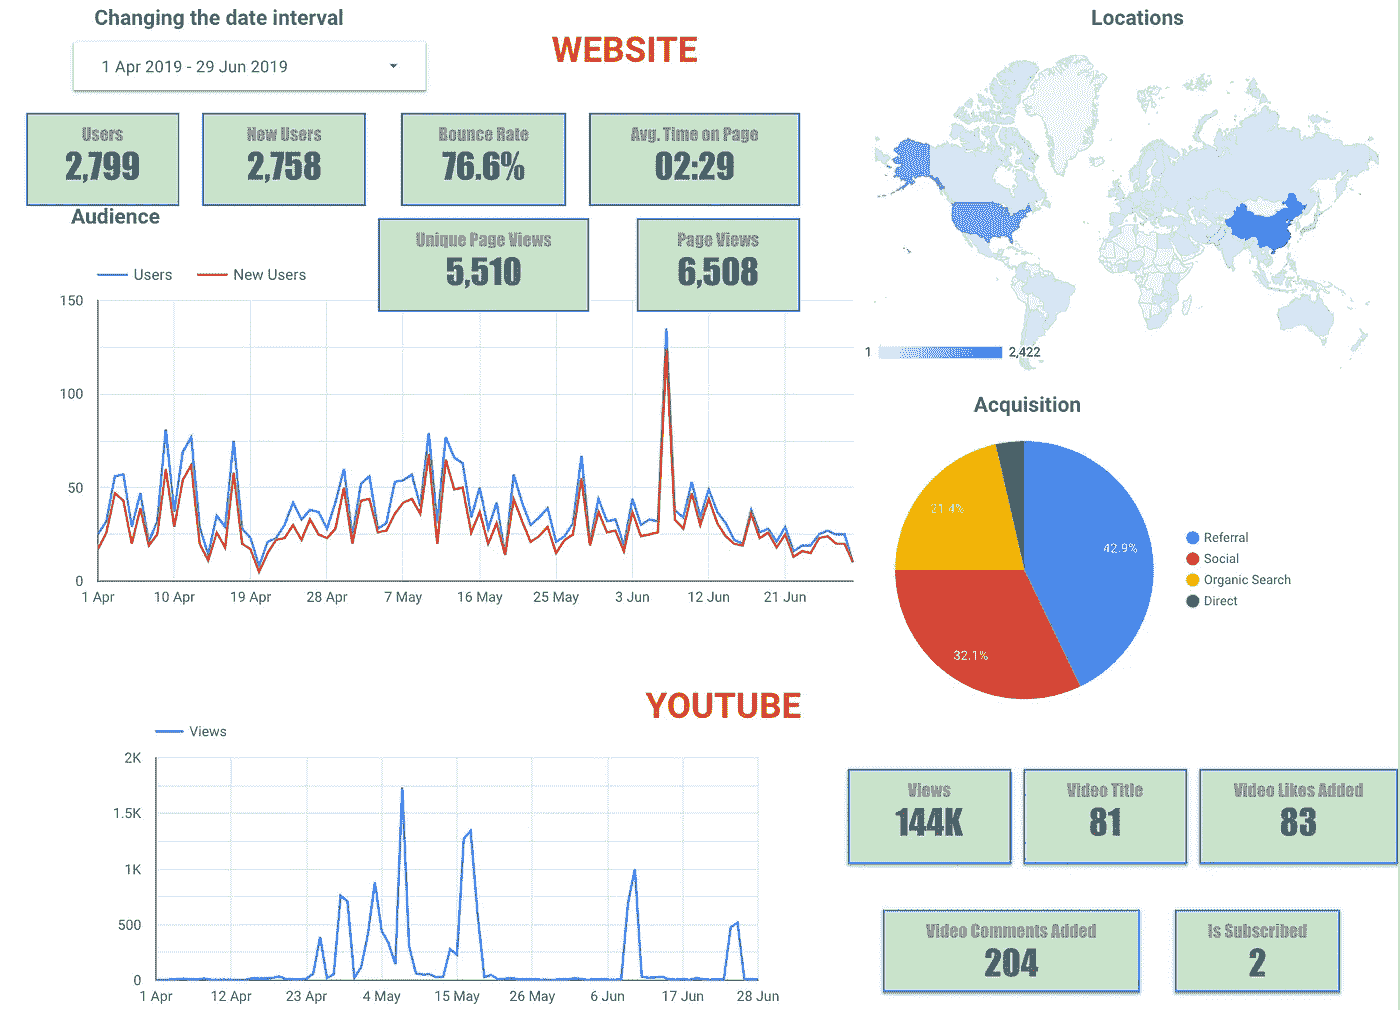 Changing the date interval
1 Apr 2019 - 29 Jun 2019
WEBSITE
Locations
Users
2,799
New Users
2,758
Bounce Rate
76.6%
Avg. Time on Page
02:29
Audience
Unique Page Views
5,510
Page Views
6,508
Users
New Users
150
100
50
0
1 Apr
10 Apr
19 Apr
28 Apr
7 May
16 May
25 May
3 Jun
12 Jun
21 Jun
1
2,422
Acquisition
21.4%
42.9%
32.1%
Referral
Social
Organic Search
Direct
YOUTUBE
Views
2K
1.5K
1K
500
0
1 Apr
12 Apr
23 Apr
4 May
15 May
26 May
6 Jun
17 Jun
28 Jun
Views
144K
Video Title
81
Video Likes Added
83
Video Comments Added
204
Is Subscribed
2